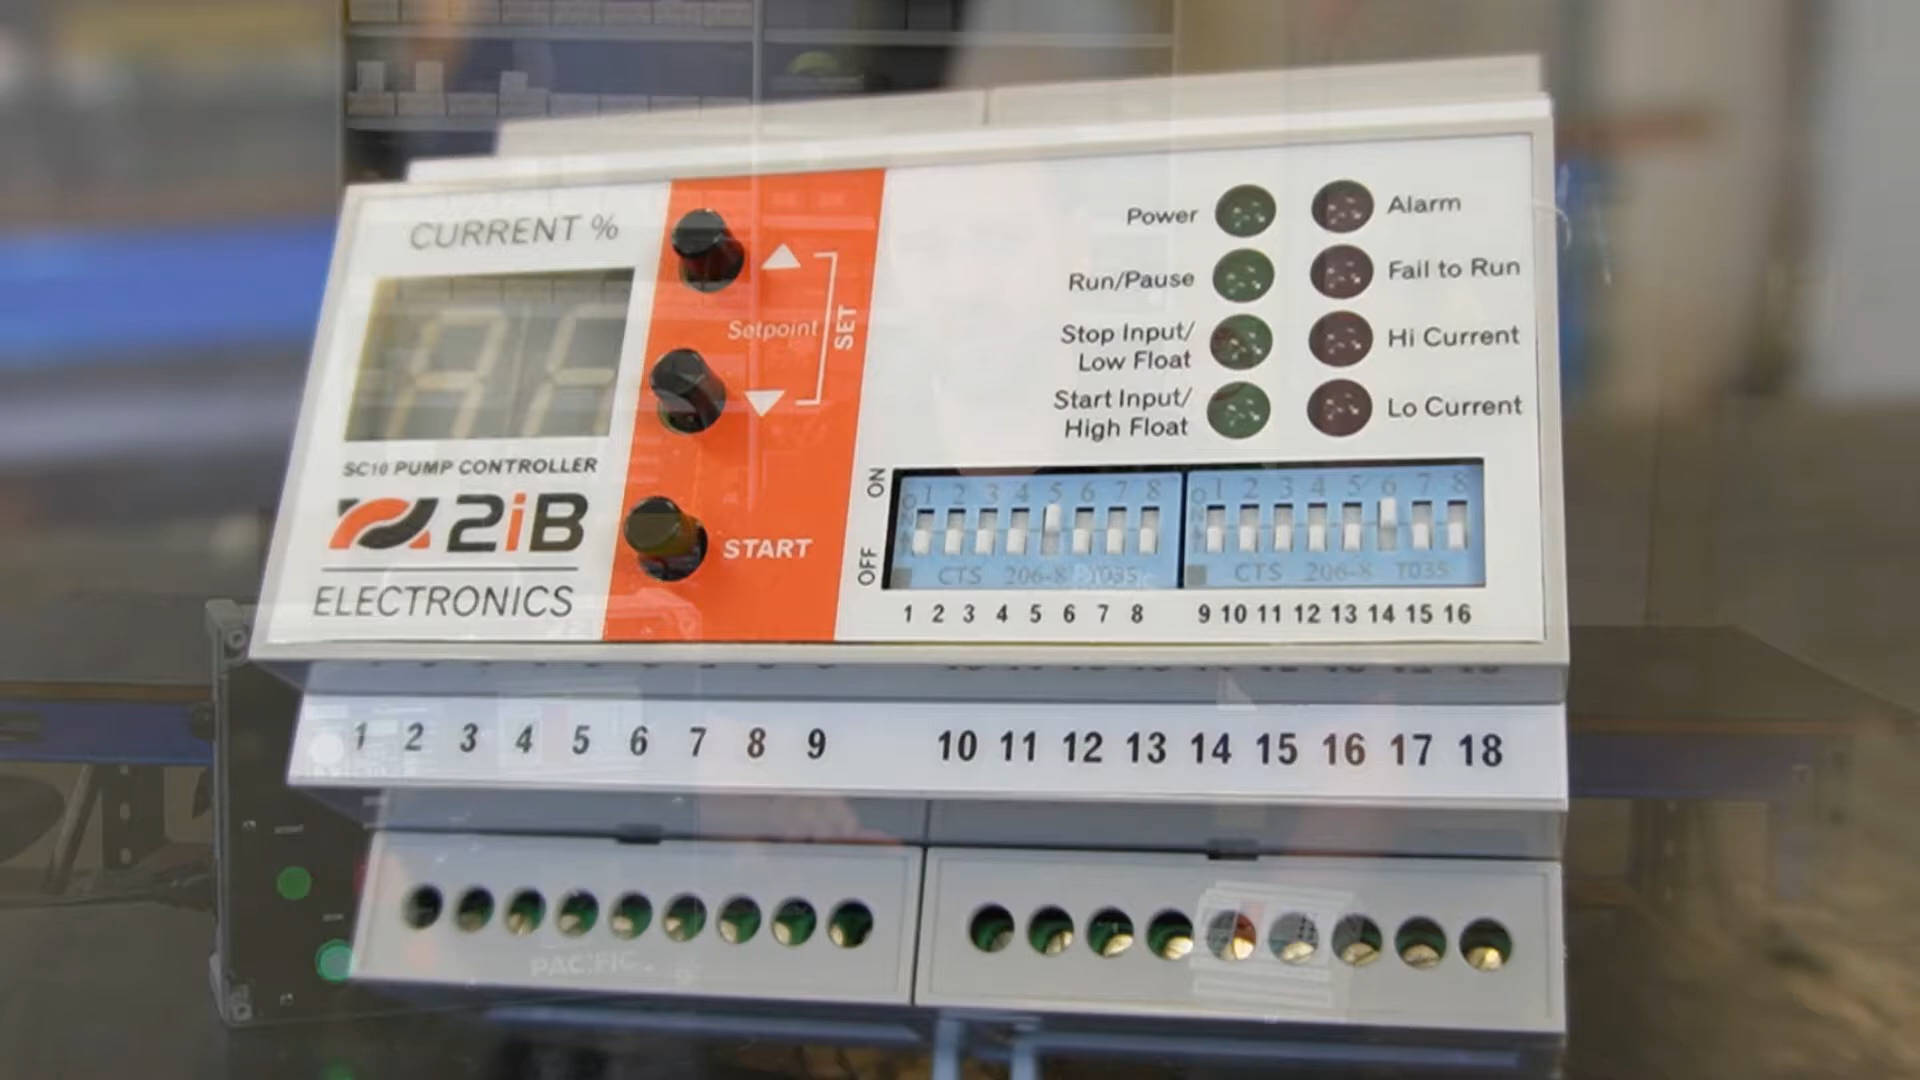 CURRENT %
Setpoint
SET
SC10 PUMP CONTROLLER
2iB
ELECTRONICS
START
Power
Run/Pause
Stop Input/
Low Float
Start Input/
High Float
Alarm
Fail to Run
Hi Current
Lo Current
ON
OFF
1 2 3 4 5 6 7 8
1 2 3 4 5 6 7 8
CTS 206-8 T035
CTS 206-8 T035
1 2 3 4 5 6 7 8
9 10 11 12 13 14 15 16
1 2 3 4 5 6 7 8 9
10 11 12 13 14 15 16 17 18
PACIFIC